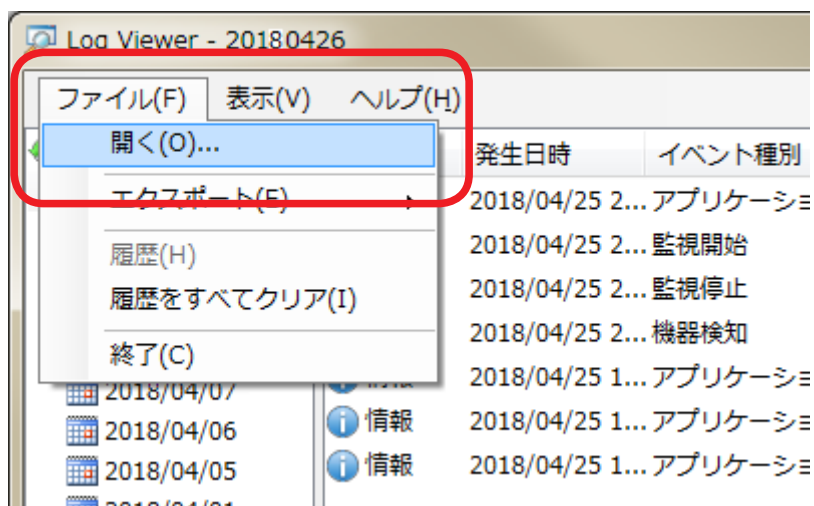 Log Viewer - 20180426
ファイル(F) 表示(V) ヘルプ(H)
開く(O)...
エクスポート(E)
履歴(H)
履歴をすべてクリア(I)
終了(C)
発生日時 イベント種別
2018/04/25 2... アプリケーショ
2018/04/25 2... 監視開始
2018/04/25 2... 監視停止
2018/04/25 2... 機器検知
2018/04/07 情報 2018/04/25 1... アプリケーショ
2018/04/06 情報 2018/04/25 1... アプリケーショ
2018/04/05 情報 2018/04/25 1... アプリケーショ